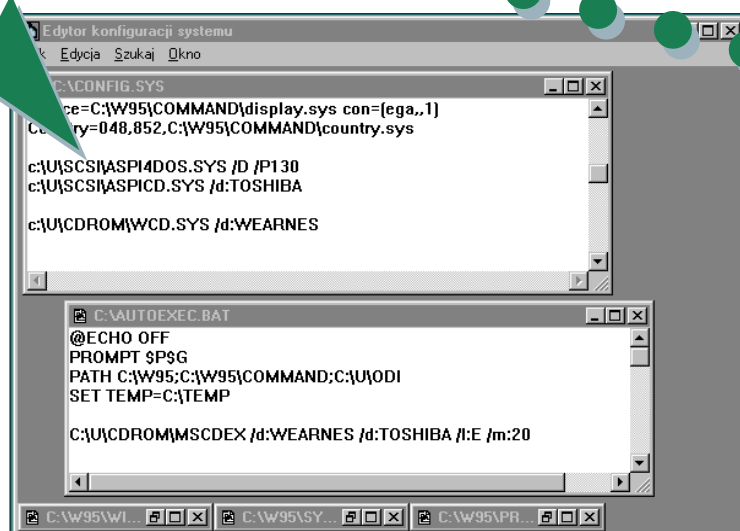 Edytor konfiguracji systemu
Edycja Szukaj Okno
C:\CONFIG.SYS
ce=C:\W95\COMMAND\display.sys con=(ega,,1)
ry=048,852,C:\W95\COMMAND\country.sys
c:\U\SCSI\ASPI4DOS.SYS /D /P130
c:\U\SCSI\ASPICD.SYS /d:TOSHIBA
c:\U\CDROM\WCD.SYS /d:WEARNES
C:\AUTOEXEC.BAT
@ECHO OFF
PROMPT $P$G
PATH C:\W95;C:\W95\COMMAND;C:\U\ODI
SET TEMP=C:\TEMP
C:\U\CDROM\MSCDEX /d:WEARNES /d:TOSHIBA /l:E /m:20
C:\W95\WI... C:\W95\SY... C:\W95\PR...